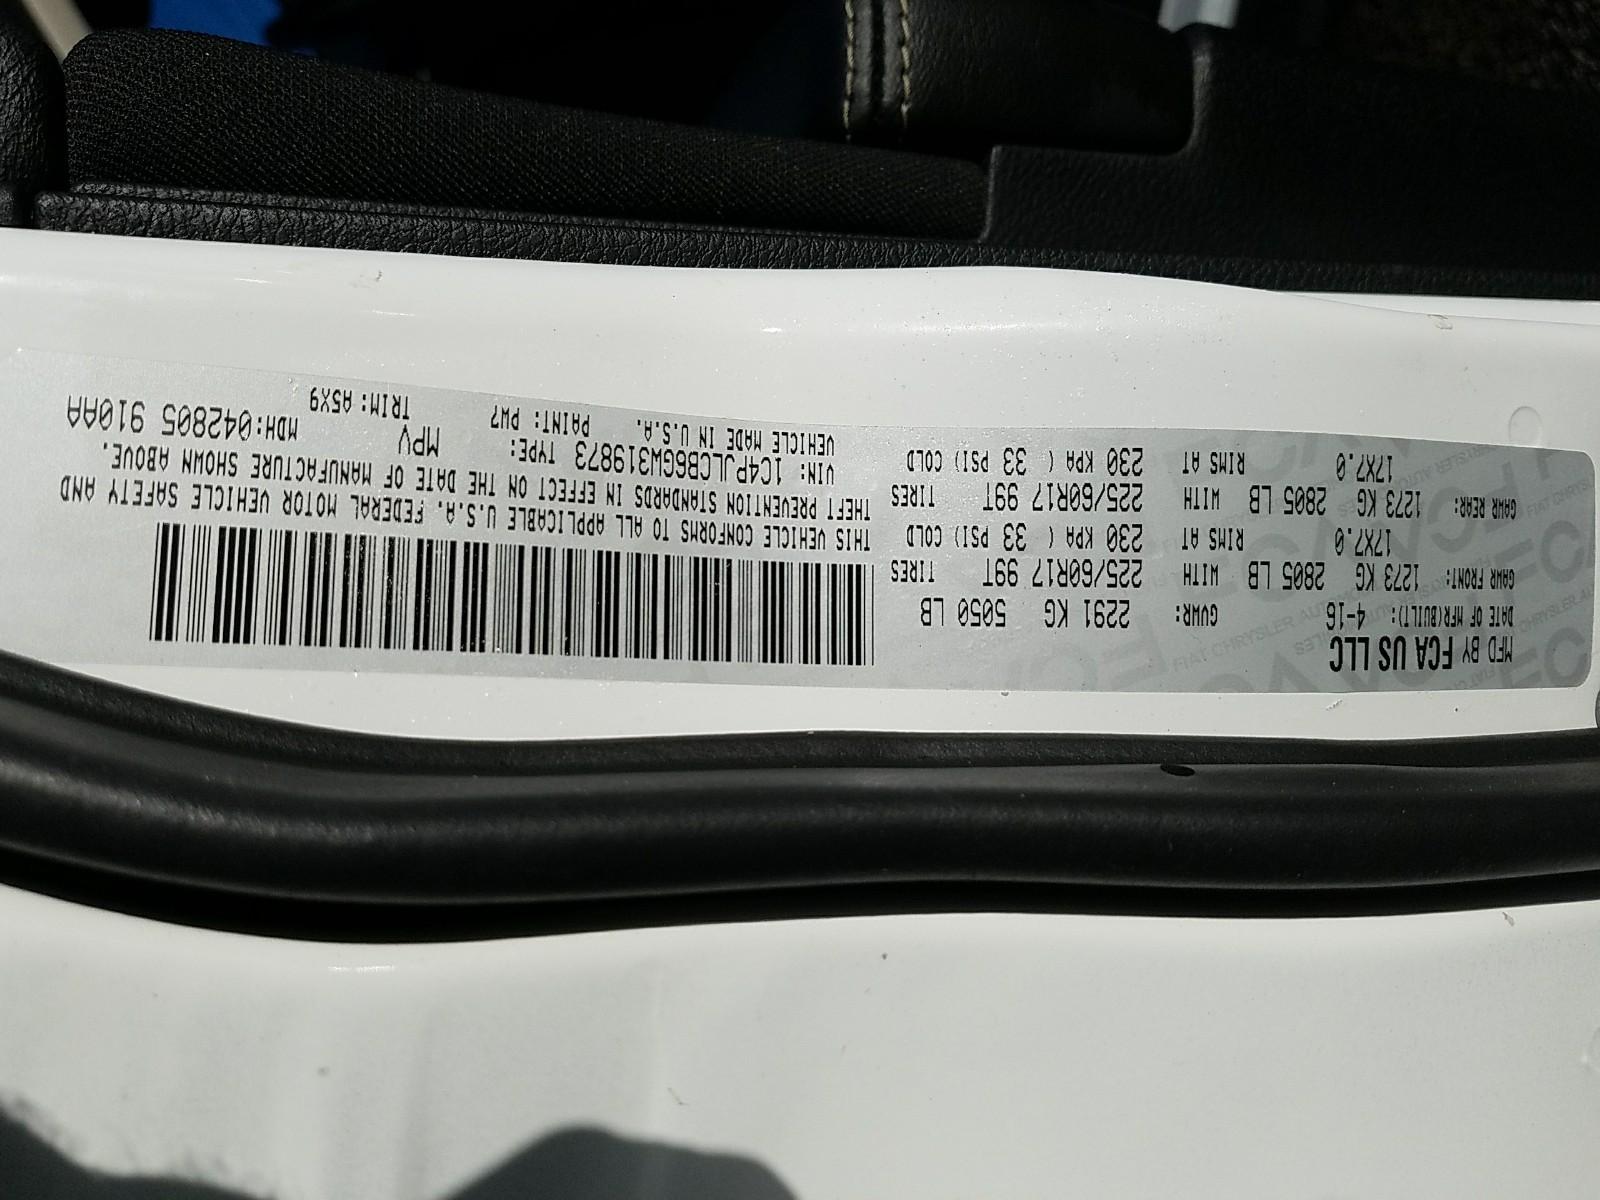 MFD BY FCA US LLC
DATE OF MFR(BUILT): 4-16 GVWR: 2291 KG 5050 LB
GAWR FRONT: 1273 KG 2805 LB WITH 225/60R17 99T TIRES
17X7.0 RIMS AT 230 KPA ( 33 PSI) COLD
GAWR REAR: 1273 KG 2805 LB WITH 225/60R17 99T TIRES
17X7.0 RIMS AT 230 KPA ( 33 PSI) COLD
THIS VEHICLE CONFORMS TO ALL APPLICABLE U.S.A. FEDERAL MOTOR VEHICLE SAFETY AND
THEFT PREVENTION STANDARDS IN EFFECT ON THE DATE OF MANUFACTURE SHOWN ABOVE.
VIN: 1C4PJLCB6GW319873 TYPE: MPV MDH:042805 910AA
VEHICLE MADE IN U.S.A. PAINT: PW7 TRIM: A5X9